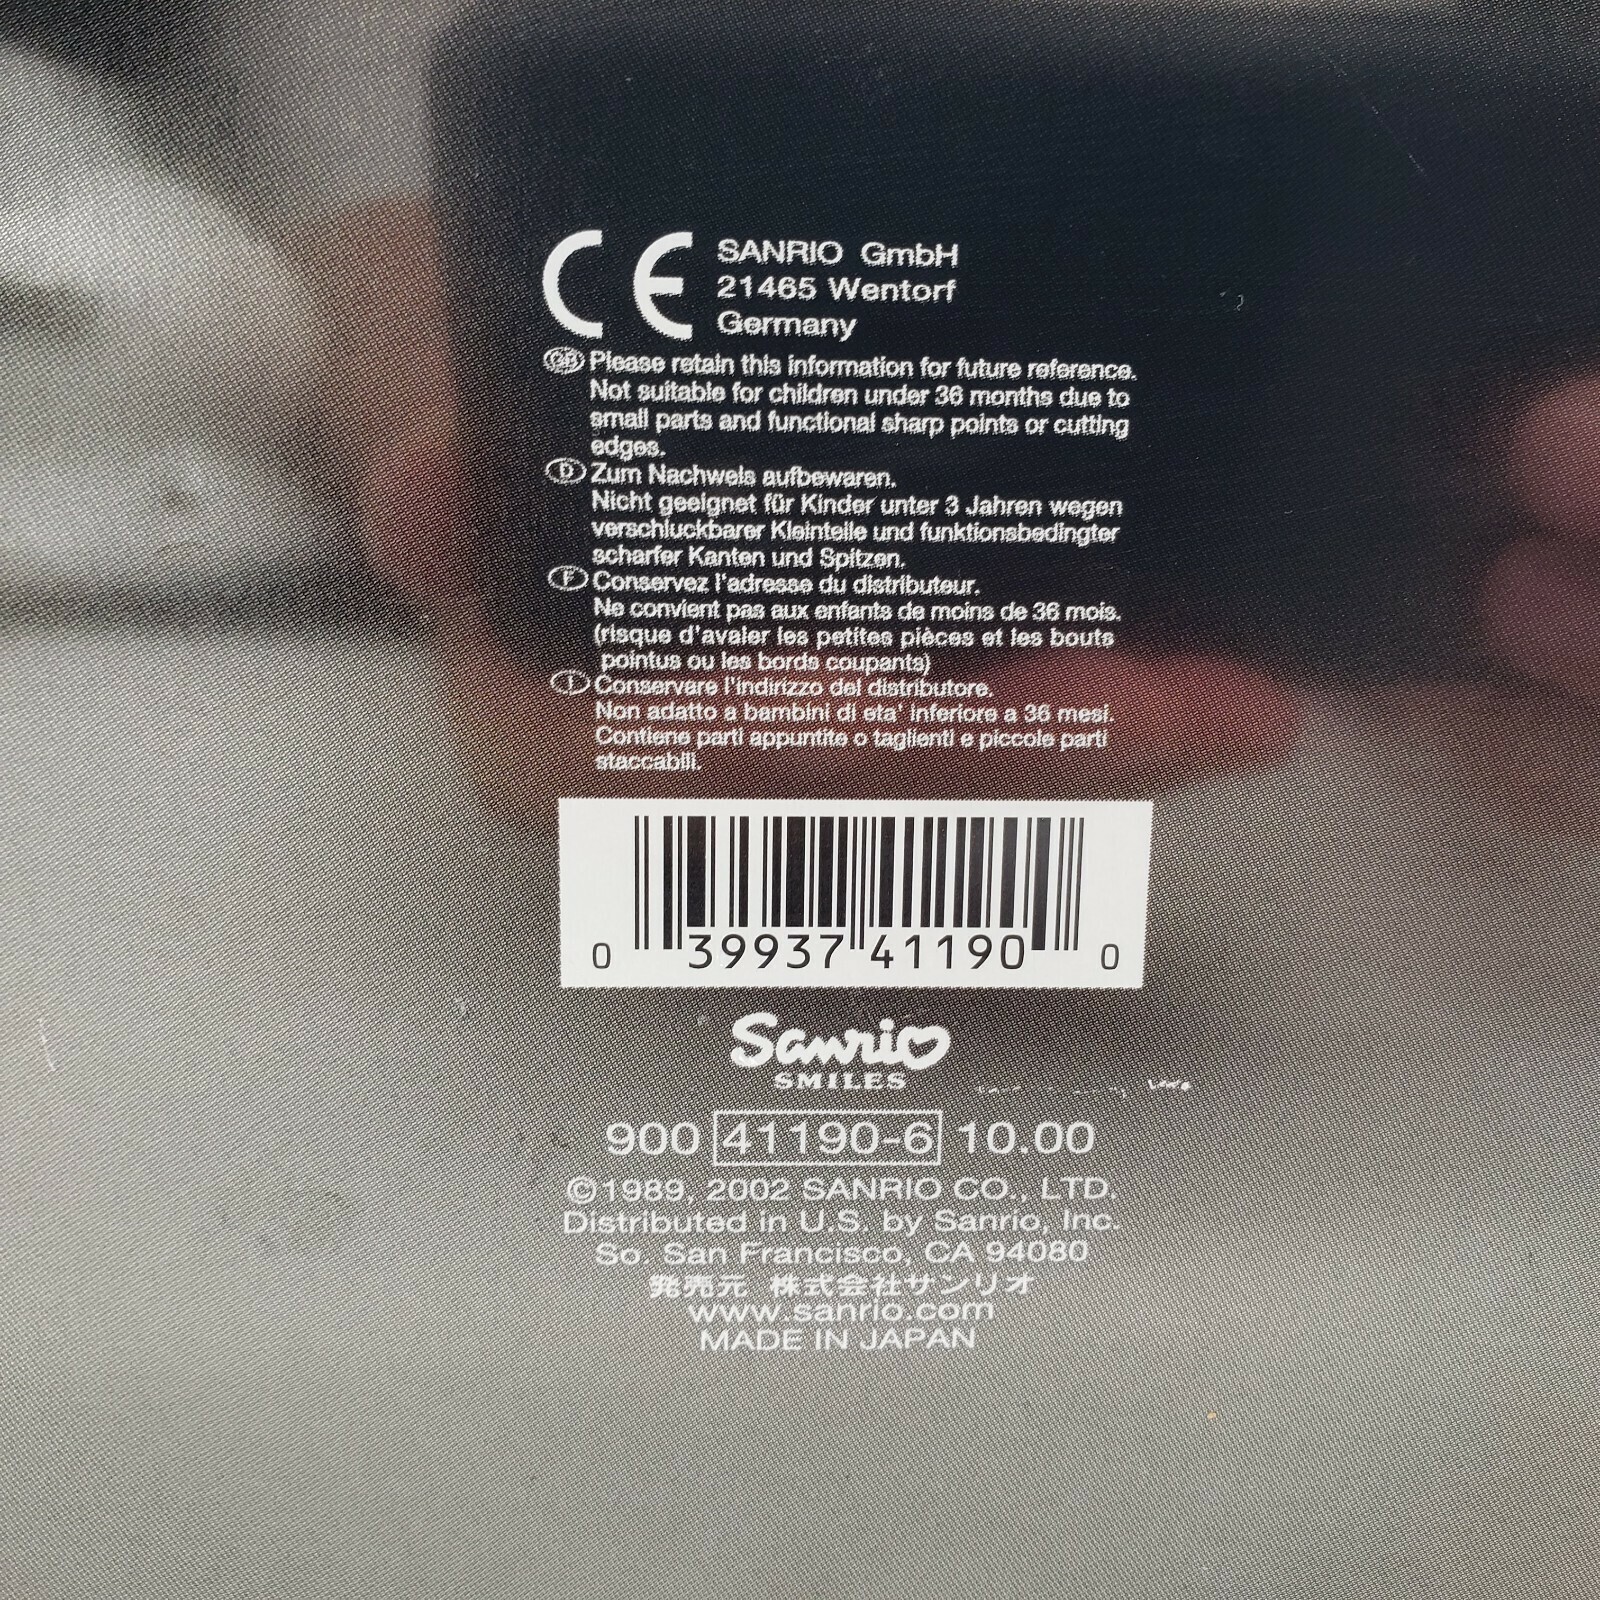 CE SANRIO GmbH
21465 Wentorf
Germany
GB Please retain this information for future reference.
Not suitable for children under 36 months due to
small parts and functional sharp points or cutting
edges.
D Zum Nachweis aufbewaren.
Nicht geeignet für Kinder unter 3 Jahren wegen
verschluckbarer Kleinteile und funktionsbedingter
scharfer Kanten und Spitzen.
F Conservez l'adresse du distributeur.
Ne convient pas aux enfants de moins de 36 mois.
(risque d'avaler les petites pièces et les bouts
pointus ou les bords coupants)
I Conservare l'indirizzo del distributore.
Non adatto a bambini di eta' inferiore a 36 mesi.
Contiene parti appuntite o taglienti e piccole parti
staccabili.
0 39937 41190 0
Sanrio
SMILES
900 41190-6 10.00
©1989, 2002 SANRIO CO., LTD.
Distributed in U.S. by Sanrio, Inc.
So. San Francisco, CA 94080
発売元 株式会社サンリオ
www.sanrio.com
MADE IN JAPAN